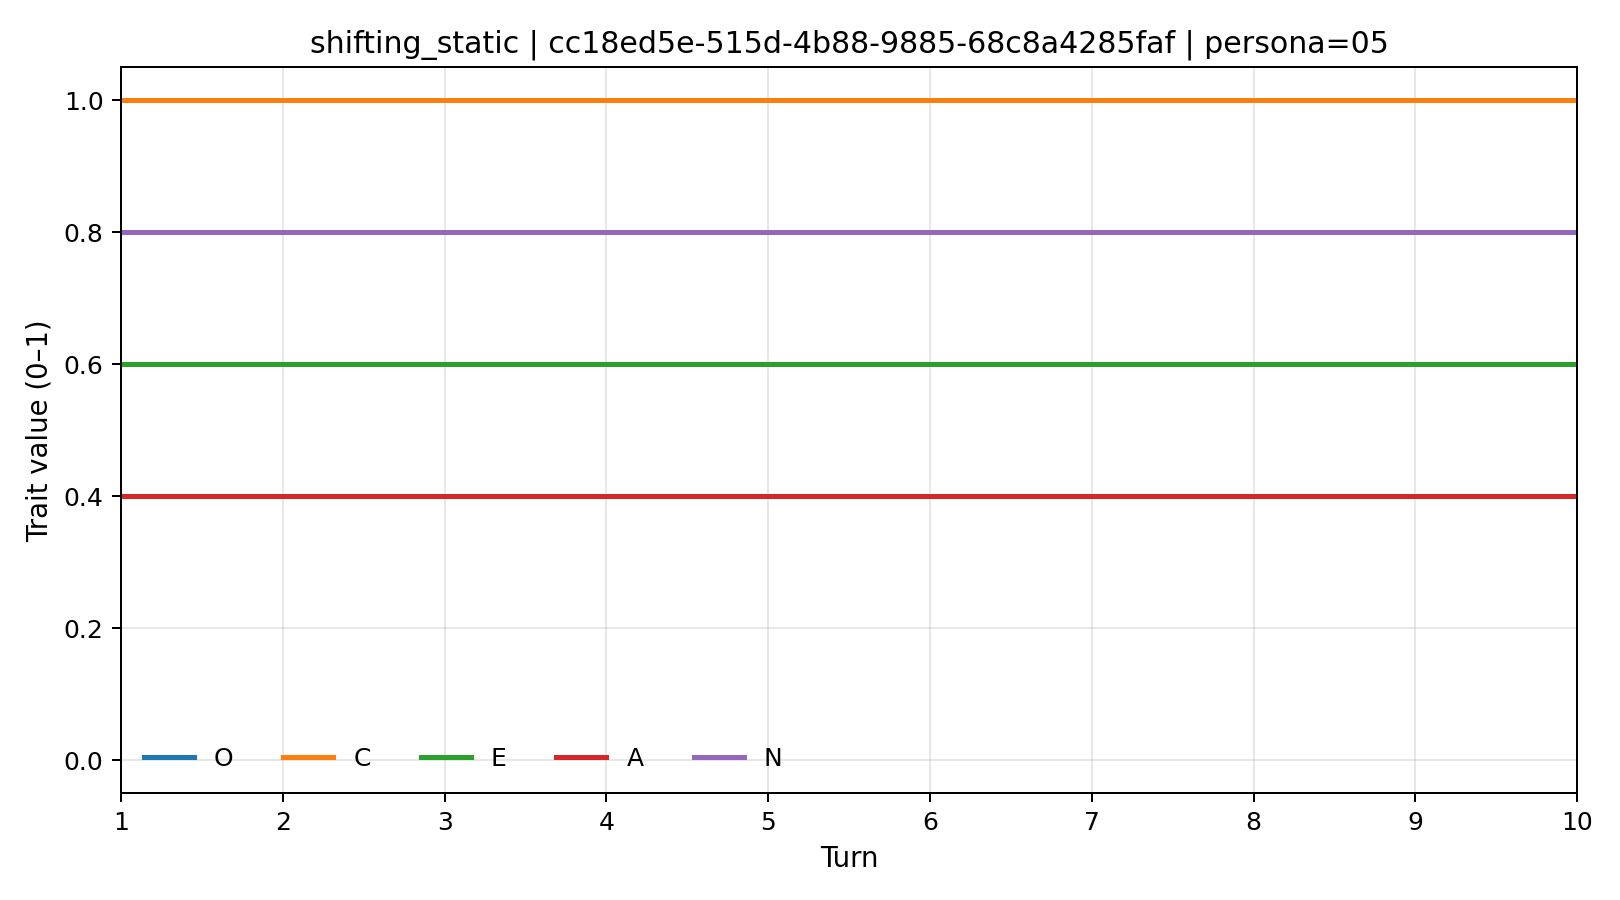 shifting_static | cc18ed5e-515d-4b88-9885-68c8a4285faf | persona=05
Trait value (0–1)
1.0
0.8
0.6
0.4
0.2
0.0
O C E A N
1 2 3 4 5 6 7 8 9 10
Turn